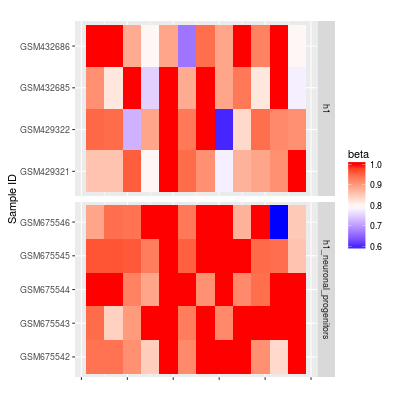 GSM432686
GSM432685
GSM429322
GSM429321
h1
GSM675546
GSM675545
GSM675544
GSM675543
GSM675542
h1_neuronal_progenitors
Sample ID
beta
1.0
0.9
0.8
0.7
0.6